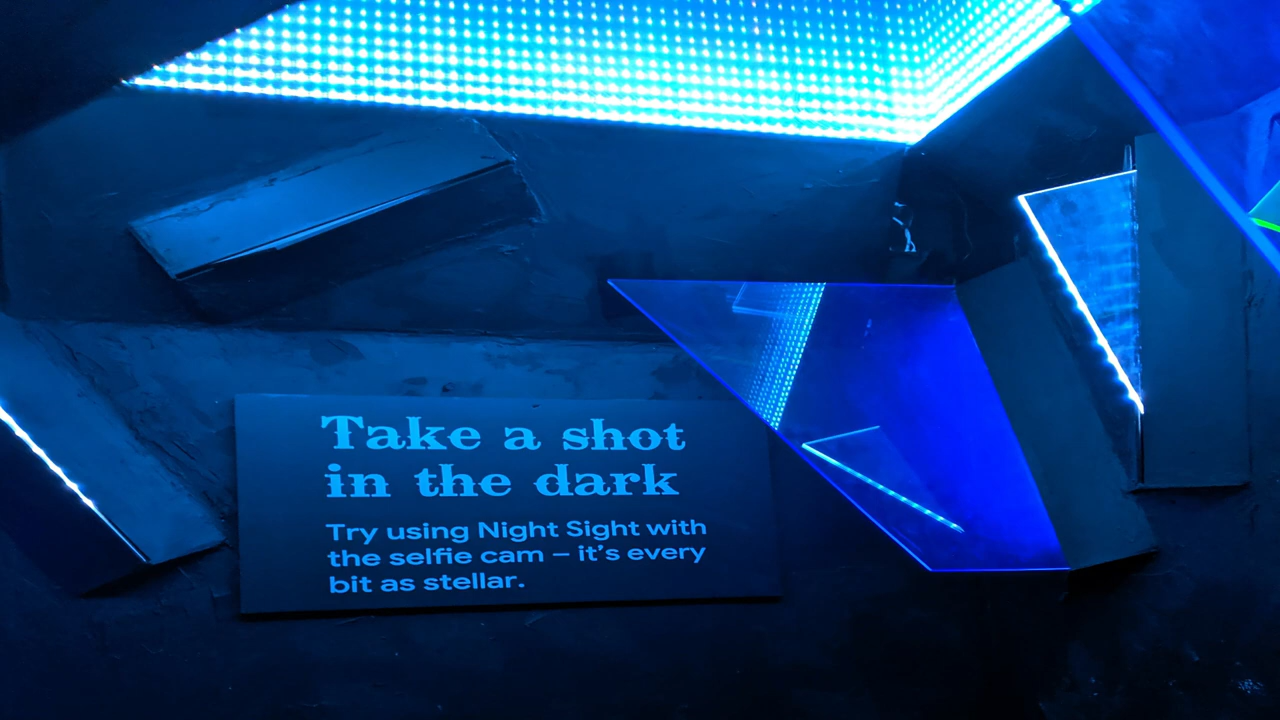 Take a shot
in the dark
Try using Night Sight with
the selfie cam – it's every
bit as stellar.